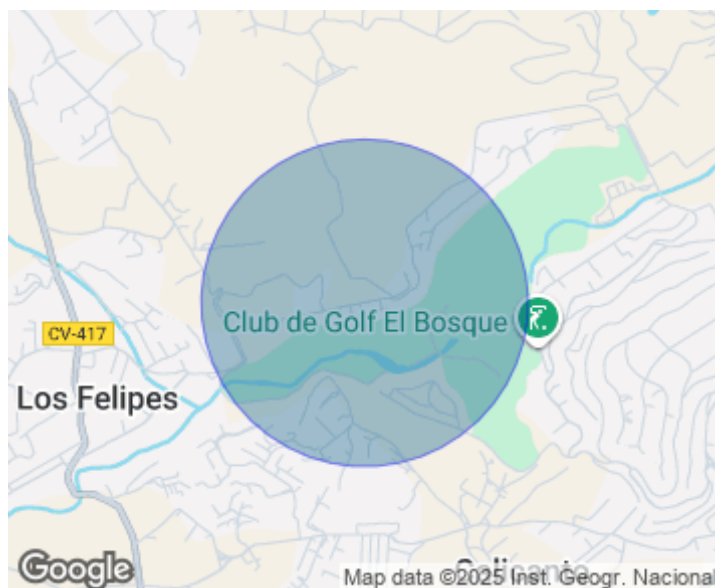 Club de Golf El Bosque
CV-417
Los Felipes
Google
Map data ©2025 Inst. Geogr. Nacional